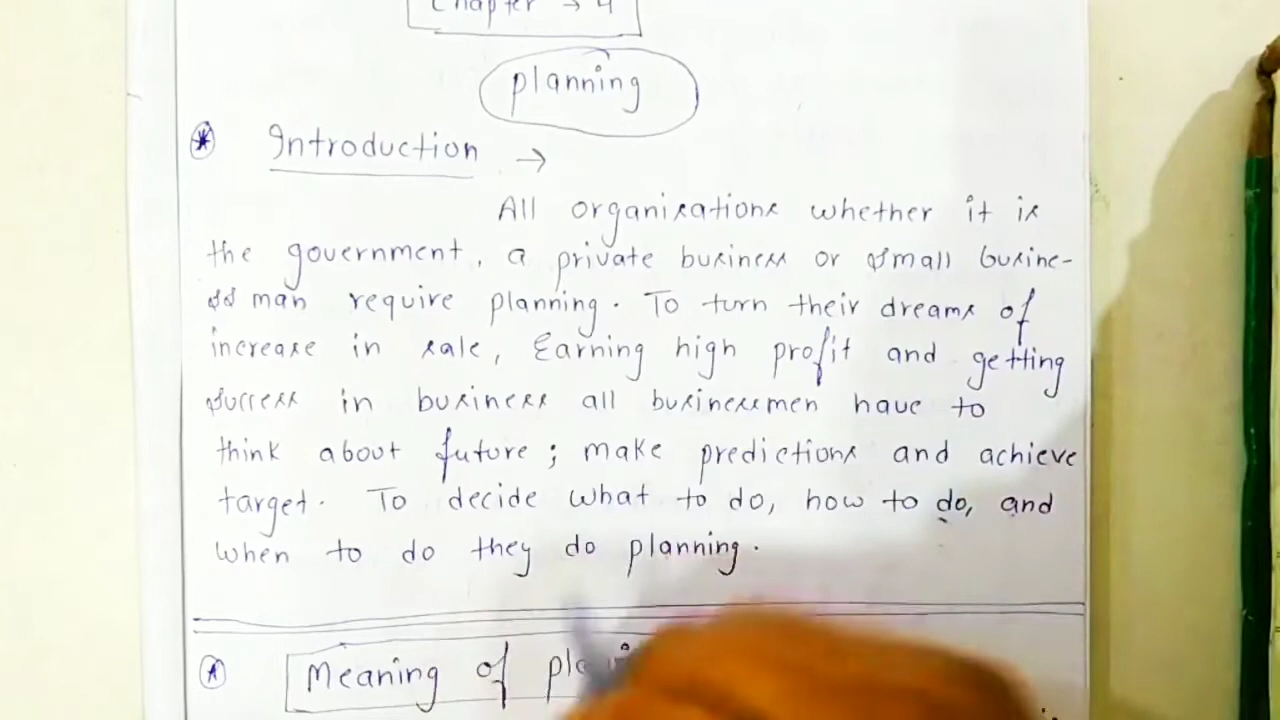 Chapter → 4
planning
Introduction →
All organisations whether it is
the government, a private business or small busine-
ss man require planning. To turn their dreams of
increase in sale, Earning high profit and getting
success in business all businessmen have to
think about future; make predictions and achieve
target. To decide what to do, how to do, and
when to do they do planning.
Meaning of